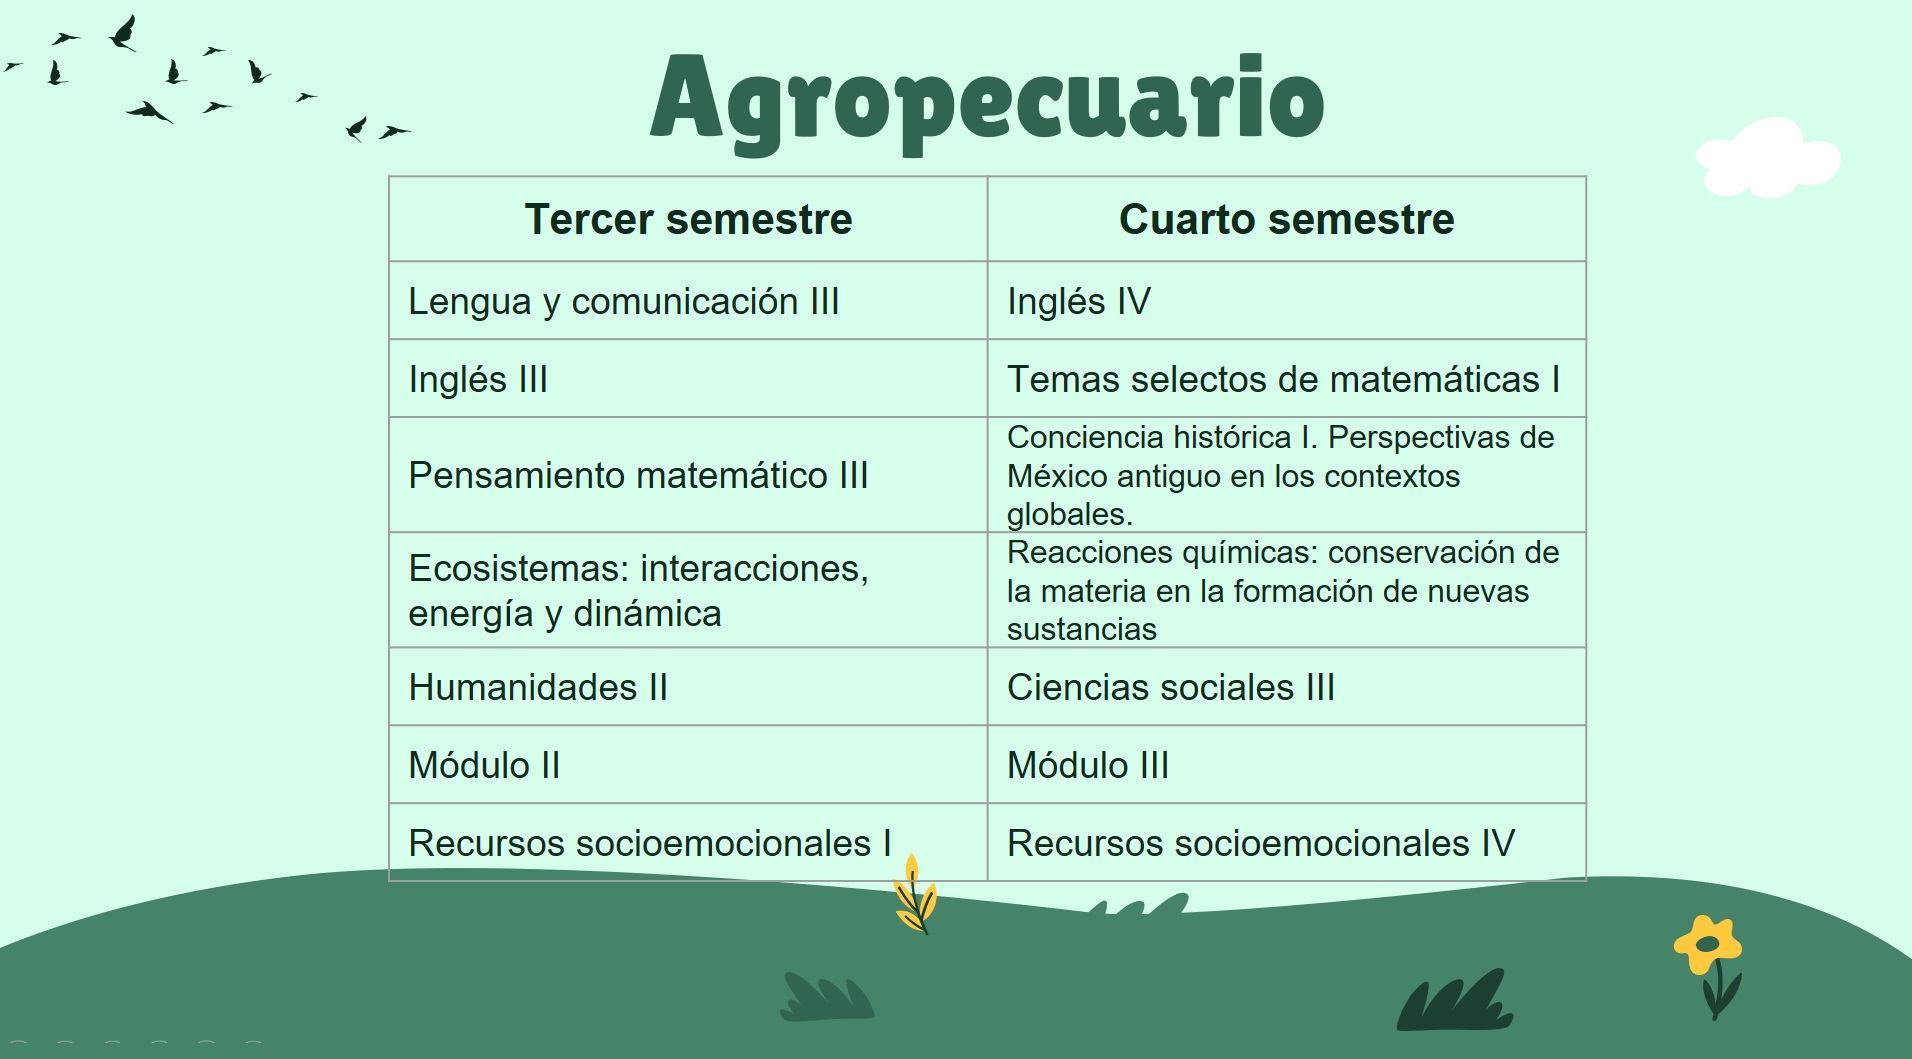 Agropecuario
Tercer semestre
Cuarto semestre
Lengua y comunicación III
Inglés IV
Inglés III
Temas selectos de matemáticas I
Pensamiento matemático III
Conciencia histórica I. Perspectivas de
México antiguo en los contextos
globales.
Ecosistemas: interacciones,
energía y dinámica
Reacciones químicas: conservación de
la materia en la formación de nuevas
sustancias
Humanidades II
Ciencias sociales III
Módulo II
Módulo III
Recursos socioemocionales I
Recursos socioemocionales IV